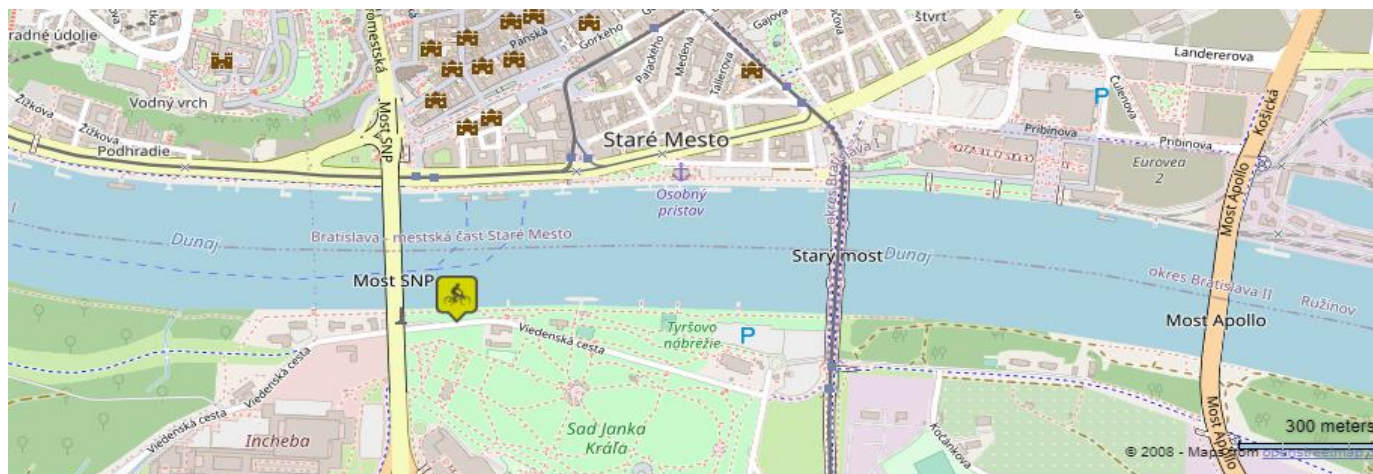 radné údolie
Vodný vrch
Žižkova
Žižkova
Podhradie
romestská
Most SNP
Panská
Gorkého
Palackého
Medená
Tallerova
Gajova
štvrť
Landererova
Čulenova
P
Košická
Staré Mesto
Pribinova
Pribinova
Eurovea
2
Osobný
prístav
Dunaj
Bratislava - mestská časť Staré Mesto
Starý most
Dunaj
okres Bratislava II
Ružinov
Most Apollo
Most SNP
Most Apollo
Viedenská cesta
Viedenská cesta
Viedenská cesta
Tyršovo
nábrežie
P
Incheba
Sad Janka
Kráľa
Kočánkova
Most Apollo
300 meters
© 2008 - Maps from openstreetmap